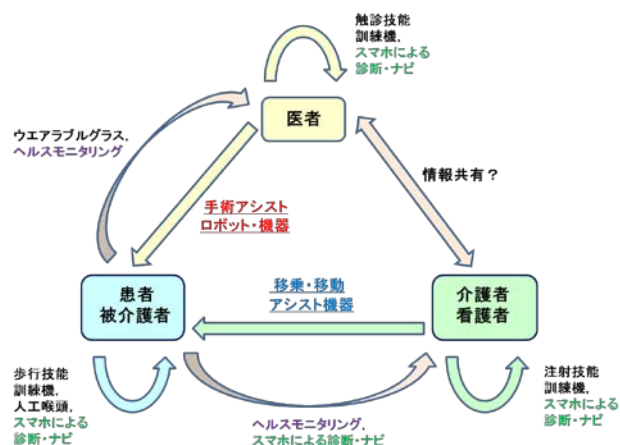 触診技能
訓練機,
スマホによる
診断・ナビ
医者
ウエアラブルグラス,
ヘルスモニタリング
情報共有？
手術アシスト
ロボット・機器
患者
被介護者
移乗・移動
アシスト機器
介護者
看護者
歩行技能
訓練機,
人工喉頭,
スマホによる
診断・ナビ
注射技能
訓練機,
スマホによる
診断・ナビ
ヘルスモニタリング,
スマホによる診断・ナビ